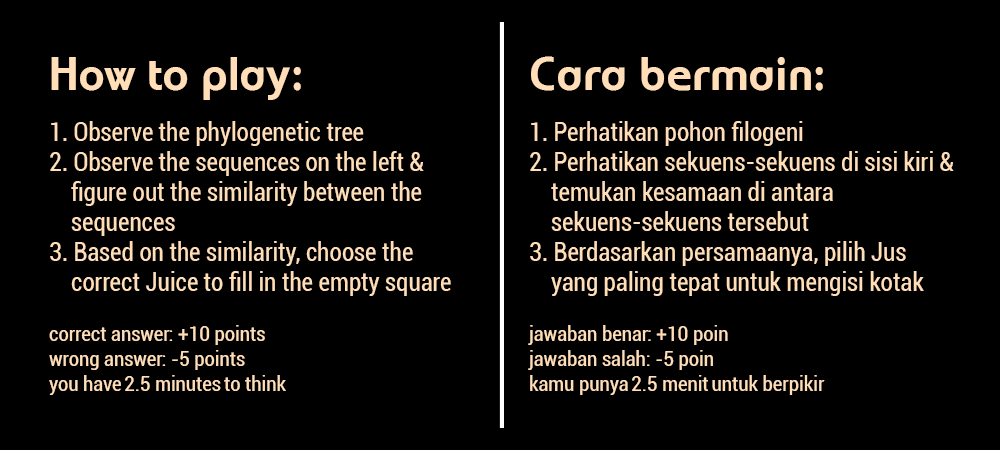 How to play:
1. Observe the phylogenetic tree
2. Observe the sequences on the left &
figure out the similarity between the
sequences
3. Based on the similarity, choose the
correct Juice to fill in the empty square
correct answer: +10 points
wrong answer: -5 points
you have 2.5 minutes to think
Cara bermain:
1. Perhatikan pohon filogeni
2. Perhatikan sekuens-sekuens di sisi kiri &
temukan kesamaan di antara
sekuens-sekuens tersebut
3. Berdasarkan persamaanya, pilih Jus
yang paling tepat untuk mengisi kotak
jawaban benar: +10 poin
jawaban salah: -5 poin
kamu punya 2.5 menit untuk berpikir